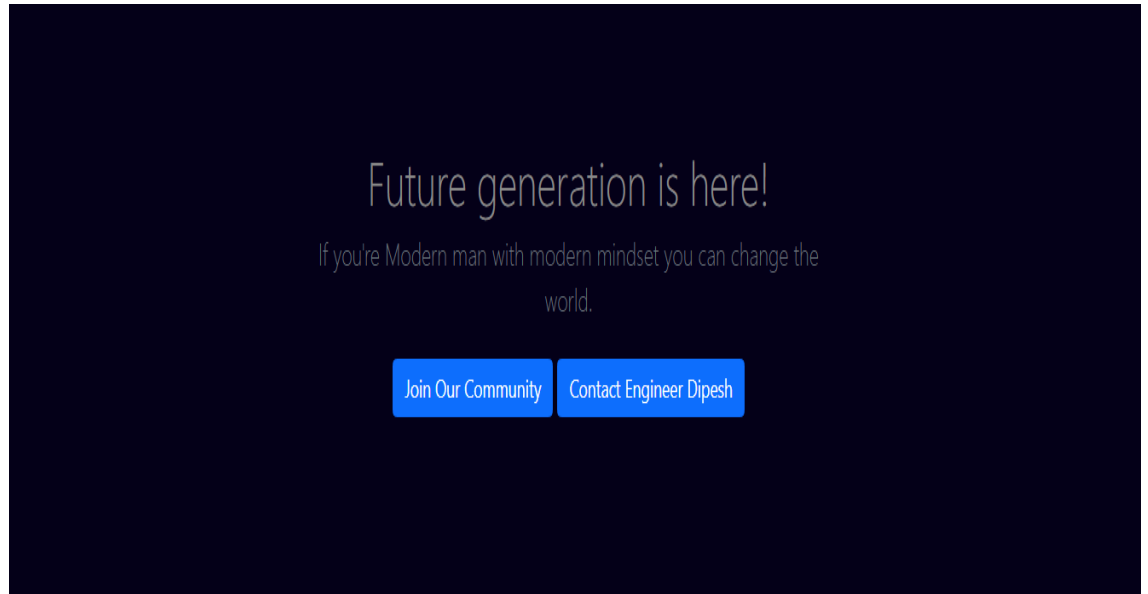 Future generation is here!
If you're Modern man with modern mindset you can change the
world.
Join Our Community
Contact Engineer Dipesh